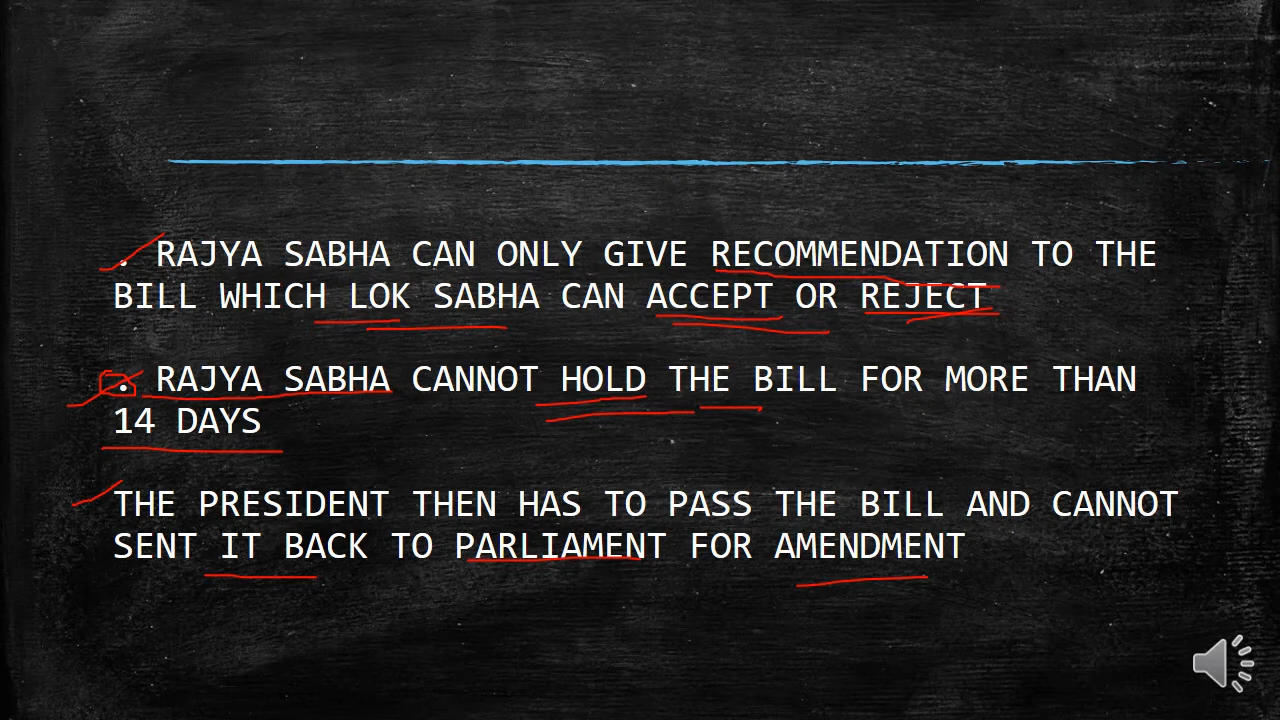 . RAJYA SABHA CAN ONLY GIVE RECOMMENDATION TO THE
BILL WHICH LOK SABHA CAN ACCEPT OR REJECT
. RAJYA SABHA CANNOT HOLD THE BILL FOR MORE THAN
14 DAYS
THE PRESIDENT THEN HAS TO PASS THE BILL AND CANNOT
SENT IT BACK TO PARLIAMENT FOR AMENDMENT